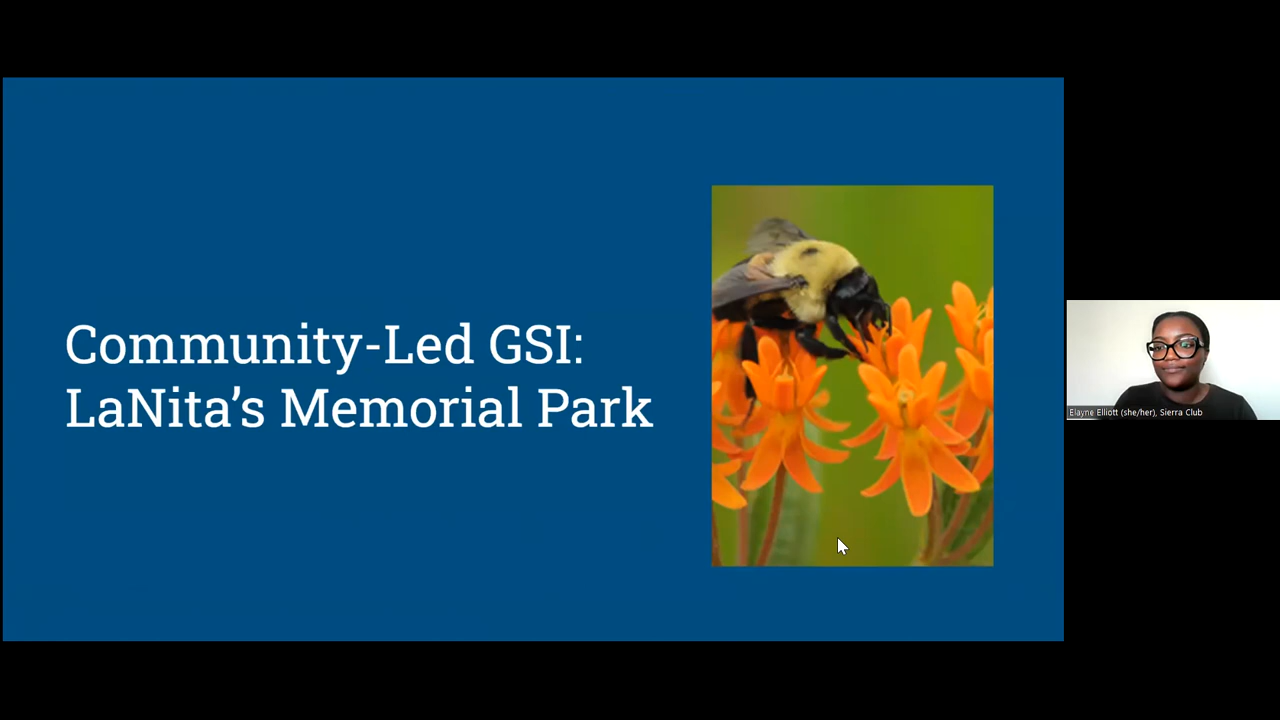 Community-Led GSI:
LaNita’s Memorial Park
Elayne Elliott (she/her), Sierra Club